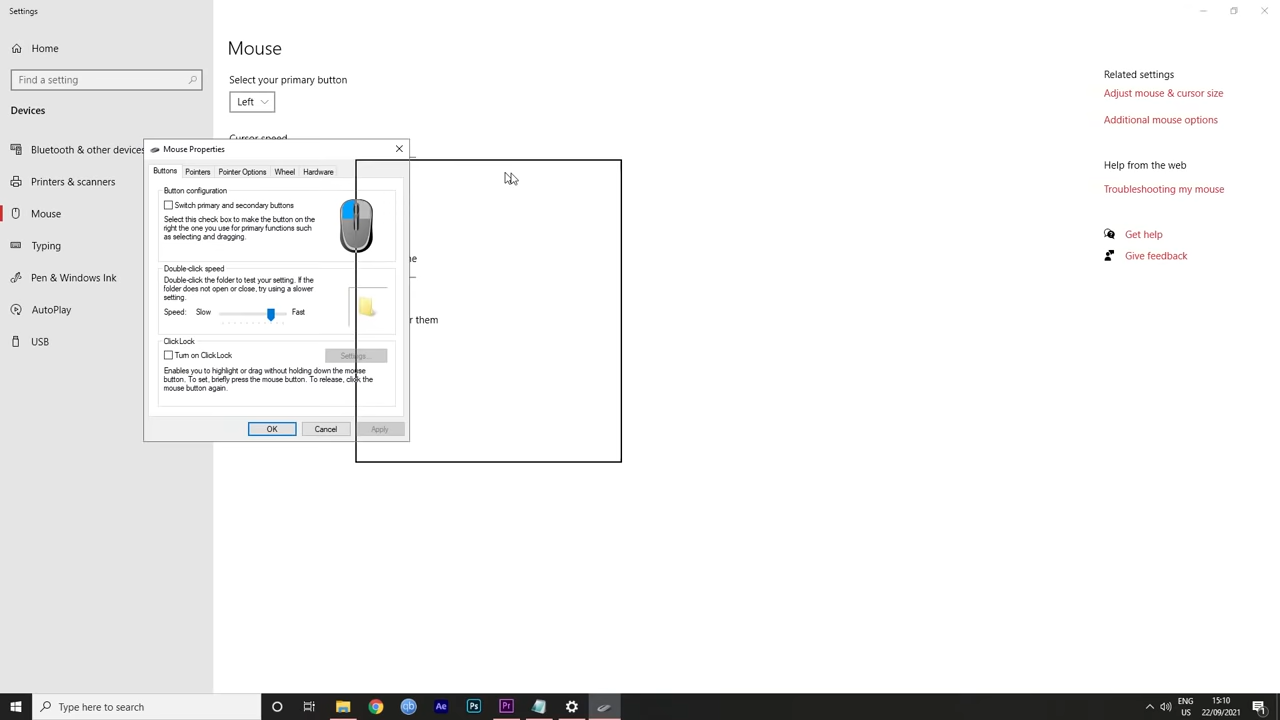 Settings
Home
Find a setting
Devices
Bluetooth & other devices
Printers & scanners
Mouse
Typing
Pen & Windows Ink
AutoPlay
USB
Mouse
Select your primary button
Left
Cursor speed
Mouse Properties
Buttons
Pointers
Pointer Options
Wheel
Hardware
Button configuration
Switch primary and secondary buttons
Select this check box to make the button on the
right the one you use for primary functions such
as selecting and dragging.
Double-click speed
Double-click the folder to test your setting. If the
folder does not open or close, try using a slower
setting.
Speed: Slow Fast
ClickLock
Turn on ClickLock
Settings...
Enables you to highlight or drag without holding down the mouse
button. To set, briefly press the mouse button. To release, click the
mouse button again.
OK
Cancel
Apply
r them
Related settings
Adjust mouse & cursor size
Additional mouse options
Help from the web
Troubleshooting my mouse
Get help
Give feedback
Type here to search
qb
Ae
Ps
Pr
ENG
US
15:10
22/09/2021
1